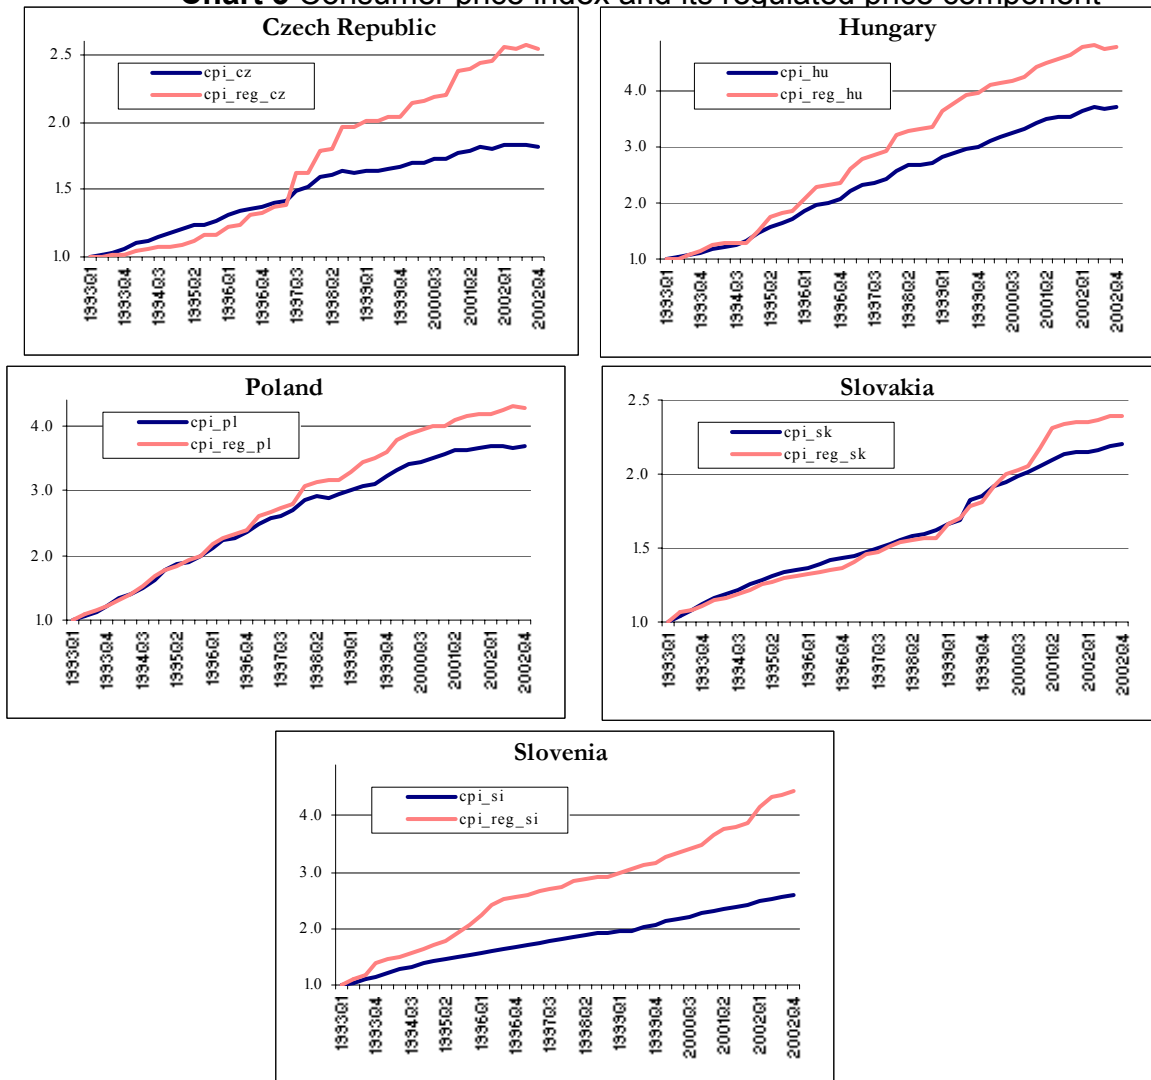 Chart Consumer price index and its regulated price component
Czech Republic
cpi_cz
cpi_reg_cz
2.5
2.0
1.5
1.0
1993Q1
1993Q4
1994Q3
1995Q2
1996Q1
1996Q4
1997Q3
1998Q2
1999Q1
1999Q4
2000Q3
2001Q2
2002Q1
2002Q4
Hungary
cpi_hu
cpi_reg_hu
4.0
3.0
2.0
1.0
1993Q1
1993Q4
1994Q3
1995Q2
1996Q1
1996Q4
1997Q3
1998Q2
1999Q1
1999Q4
2000Q3
2001Q2
2002Q1
2002Q4
Poland
cpi_pl
cpi_reg_pl
4.0
3.0
2.0
1.0
1993Q1
1993Q4
1994Q3
1995Q2
1996Q1
1996Q4
1997Q3
1998Q2
1999Q1
1999Q4
2000Q3
2001Q2
2002Q1
2002Q4
Slovakia
cpi_sk
cpi_reg_sk
2.5
2.0
1.5
1.0
1993Q1
1993Q4
1994Q3
1995Q2
1996Q1
1996Q4
1997Q3
1998Q2
1999Q1
1999Q4
2000Q3
2001Q2
2002Q1
2002Q4
Slovenia
cpi_si
cpi_reg_si
4.0
3.0
2.0
1.0
1993Q1
1993Q4
1994Q3
1995Q2
1996Q1
1996Q4
1997Q3
1998Q2
1999Q1
1999Q4
2000Q3
2001Q2
2002Q1
2002Q4